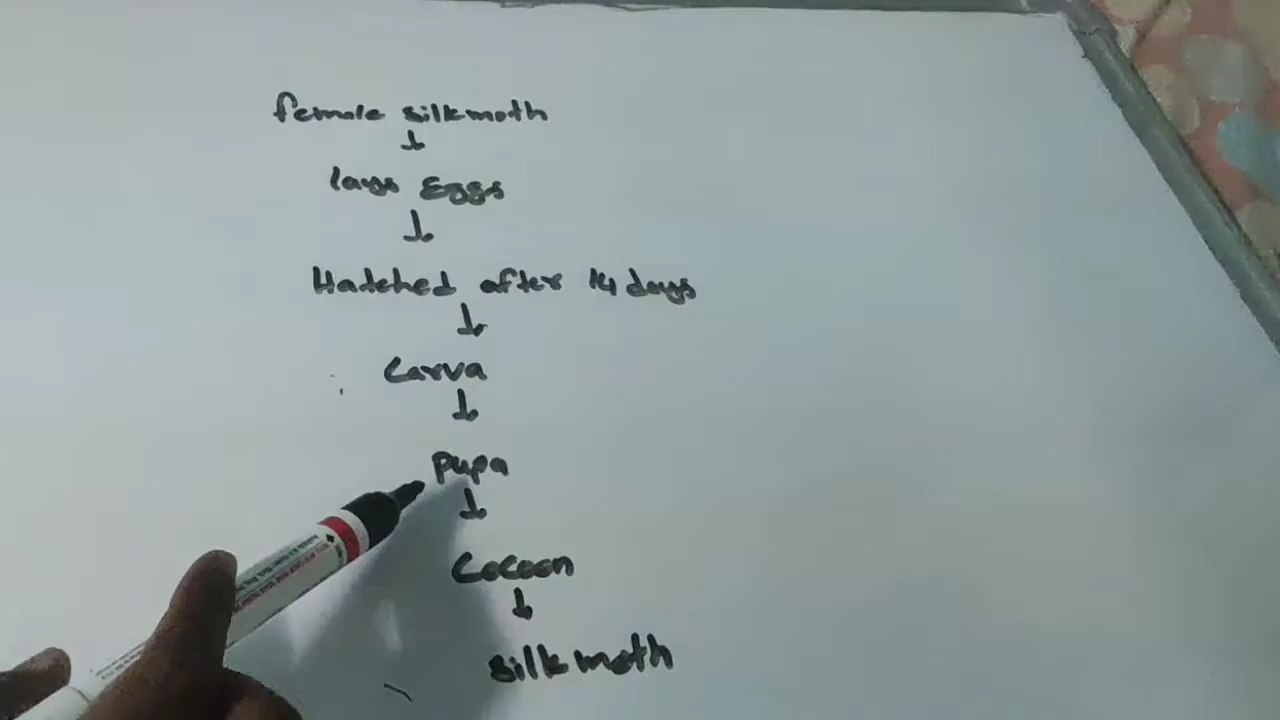 female silkmoth
lays Eggs
Hatched after 14 days
Larva
pupa
Cocoon
silkmoth